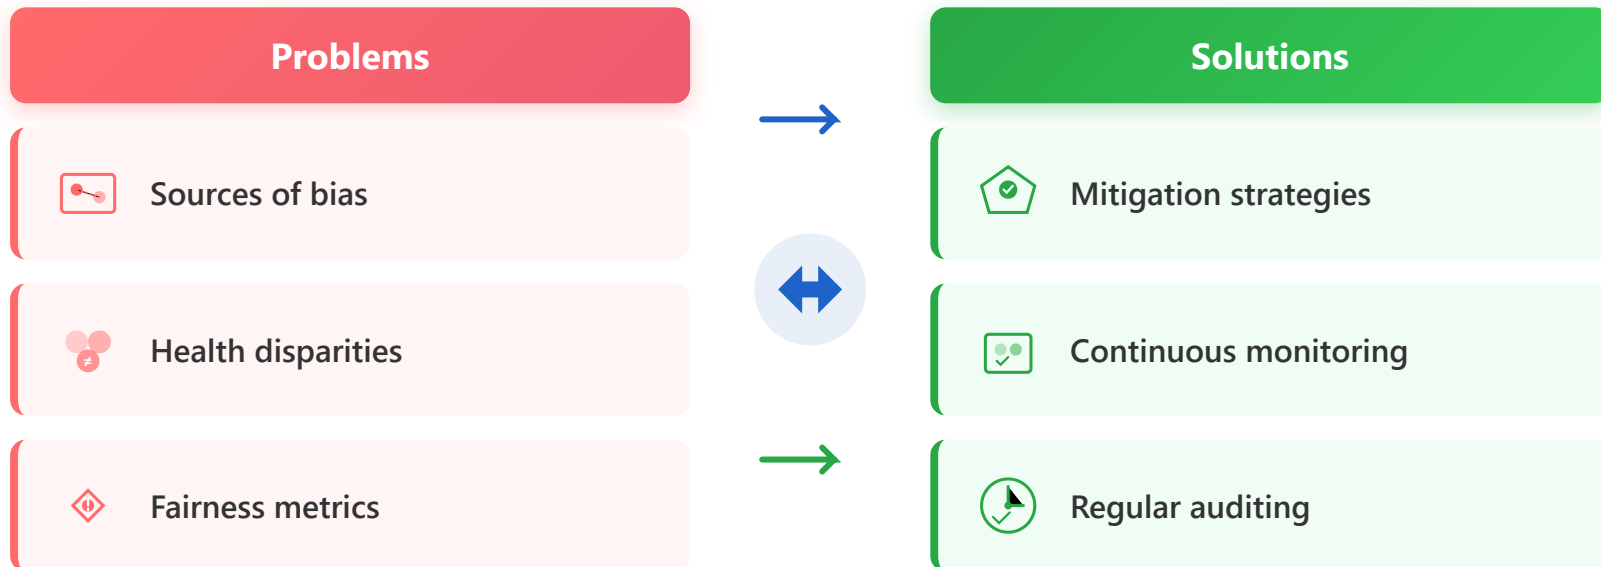 Problems
Sources of bias
Health disparities
≠
Fairness metrics
Solutions
Mitigation strategies
Continuous monitoring
Regular auditing